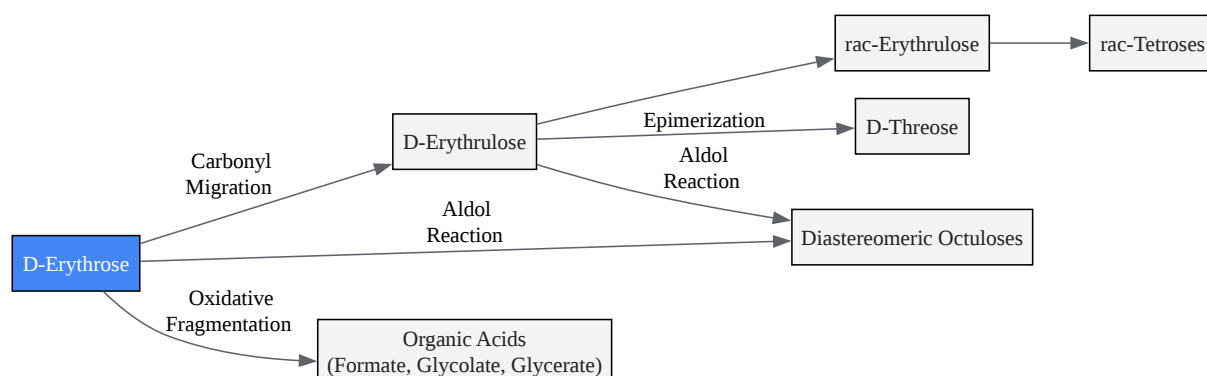 rac-Erythrulose
rac-Tetroses
Epimerization
D-Threose
D-Erythrulose
Carbonyl
Migration
Aldol
Reaction
Aldol
Reaction
Diastereomeric Octuloses
D-Erythrose
Oxidative
Fragmentation
Organic Acids
(Formate, Glycolate, Glycerate)